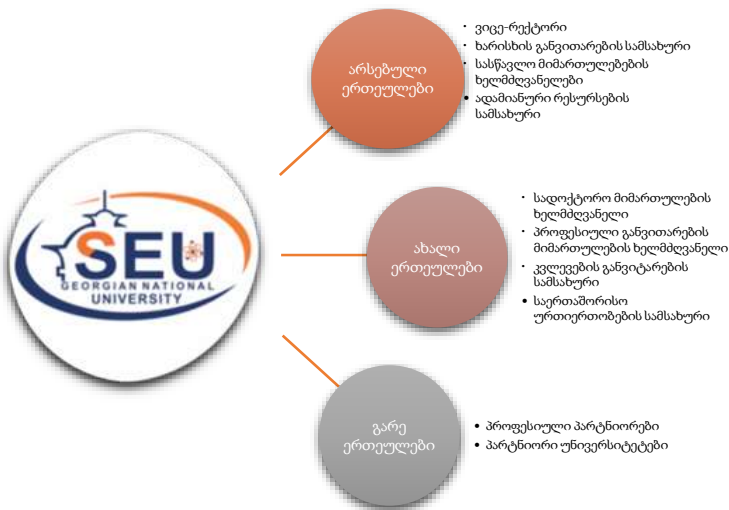 SEU
GEORGIAN NATIONAL
UNIVERSITY
არსებული
ერთეულები
· ვიცე-რექტორი
· ხარისხის განვითარების სამსახური
· სასწავლო მიმართულებების
ხელმძღვანელები
• ადამიანური რესურსების
სამსახური
ახალი
ერთეულები
· სადოქტორო მიმართულების
ხელმძღვანელი
· პროფესიული განვითარების
მიმართულების ხელმძღვანელი
· კვლევების განვიტარების
სამსახური
• საერთაშორისო
ურთიერთობების სამსახური
გარე
ერთეულები
• პროფესიული პარტნიორები
• პარტნიორი უნივერსიტეტები